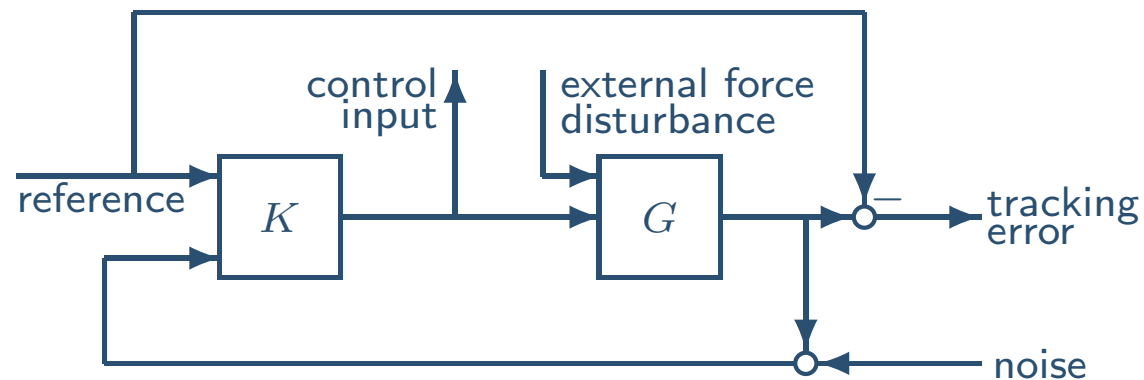 control
input
external force
disturbance
reference
K
G
−
tracking
error
noise